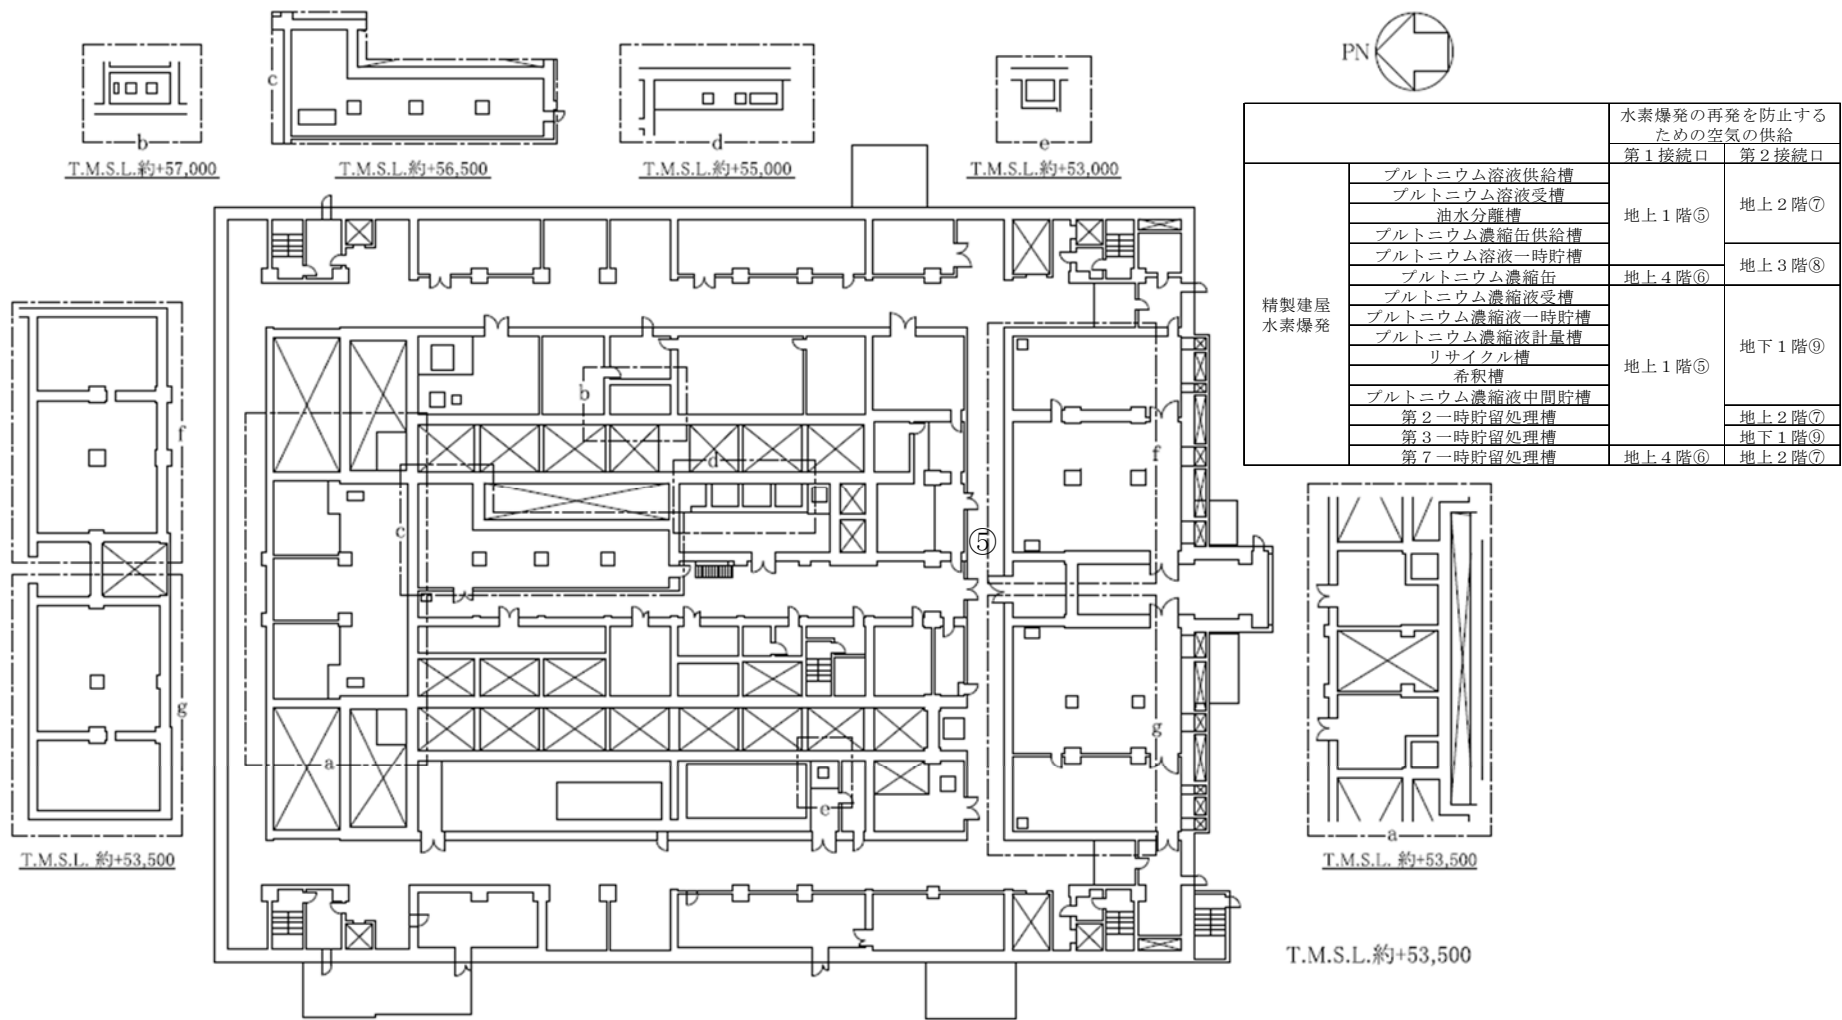 c
b
T.M.S.L.約+57,000
T.M.S.L.約+56,500
d
T.M.S.L.約+55,000
e
T.M.S.L.約+53,000
PN
水素爆発の再発を防止する
ための空気の供給
第1接続口
第2接続口
精製建屋
水素爆発
プルトニウム溶液供給槽
プルトニウム溶液受槽
油水分離槽
プルトニウム濃縮缶供給槽
プルトニウム溶液一時貯槽
プルトニウム濃縮缶
プルトニウム濃縮液受槽
プルトニウム濃縮液一時貯槽
プルトニウム濃縮液計量槽
リサイクル槽
希釈槽
プルトニウム濃縮液中間貯槽
第2一時貯留処理槽
第3一時貯留処理槽
第7一時貯留処理槽
地上1階⑤
地上4階⑥
地上1階⑤
地上4階⑥
地上2階⑦
地上3階⑧
地下1階⑨
地上2階⑦
地下1階⑨
地上2階⑦
f
g
T.M.S.L. 約+53,500
b
d
c
a
e
⑤
f
g
a
T.M.S.L. 約+53,500
T.M.S.L.約+53,500